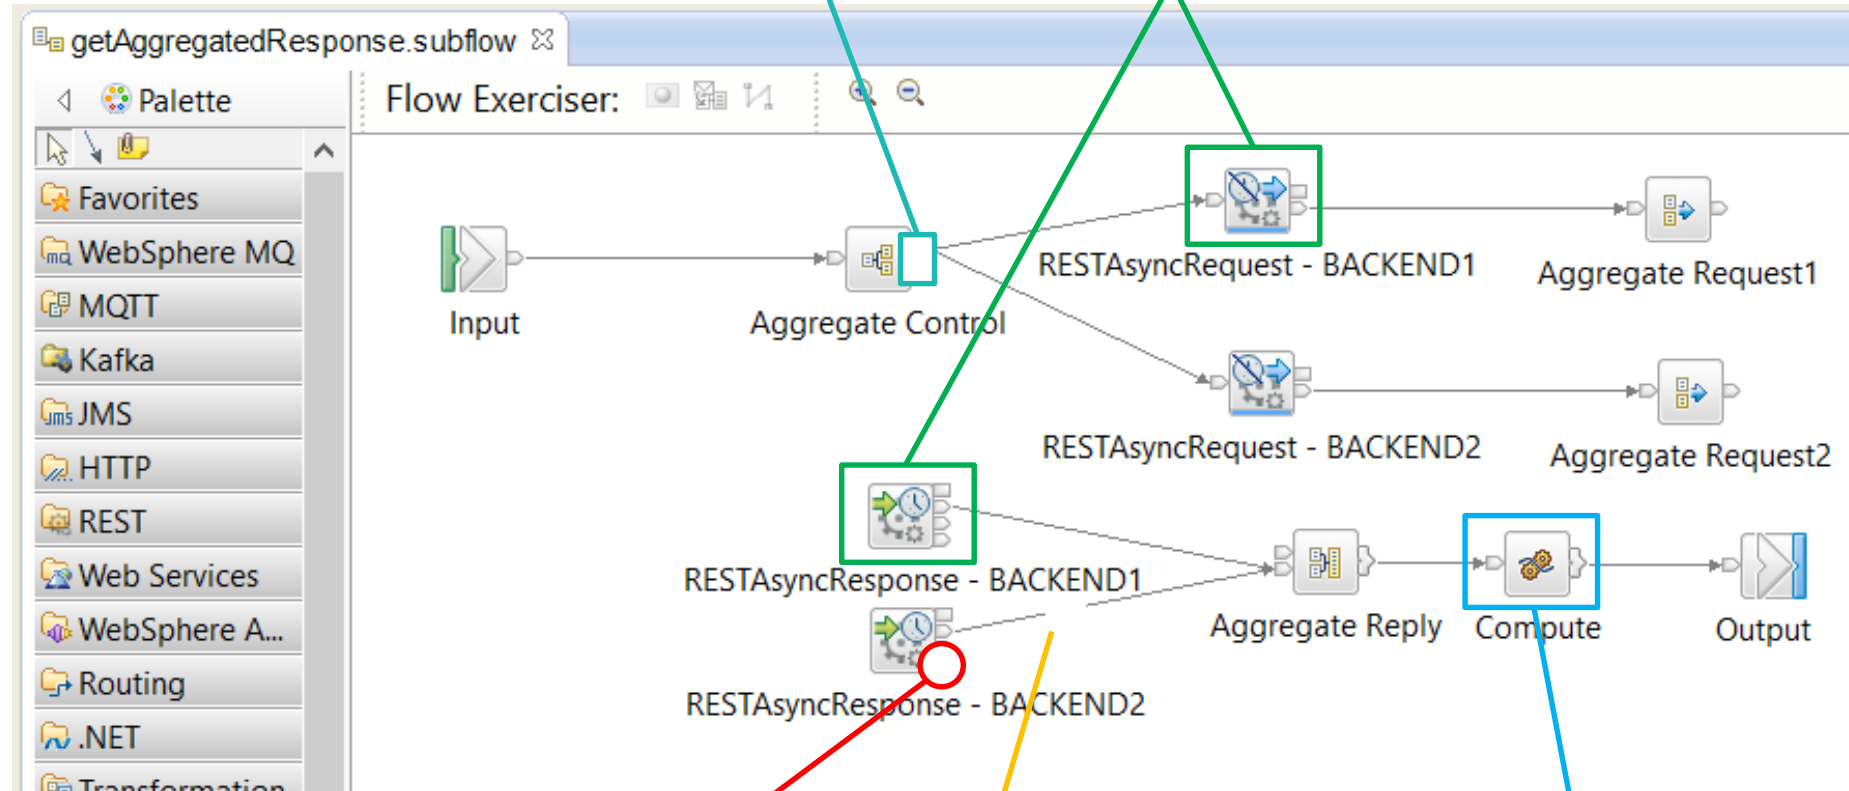 getAggregatedResponse.subflow
Palette
Flow Exerciser:
Favorites
WebSphere MQ
MQTT
Kafka
JMS
HTTP
REST
Web Services
WebSphere A...
Routing
.NET
Transformation
Input
Aggregate Control
RESTAsyncRequest - BACKEND1
Aggregate Request1
RESTAsyncRequest - BACKEND2
Aggregate Request2
RESTAsyncResponse - BACKEND1
RESTAsyncResponse - BACKEND2
Aggregate Reply
Compute
Output